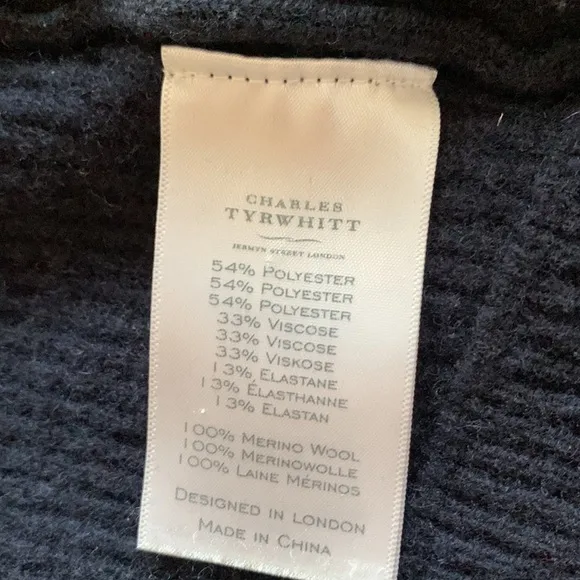 CHARLES
TYRWHITT
JERMYN STREET LONDON
54% POLYESTER
54% POLYESTER
54% POLYESTER
33% VISCOSE
33% VISCOSE
33% VISKOSE
13% ELASTANE
13% ÉLASTHANNE
13% ELASTAN
100% MERINO WOOL
100% MERINOWOLLE
100% LAINE MÉRINOS
DESIGNED IN LONDON
MADE IN CHINA